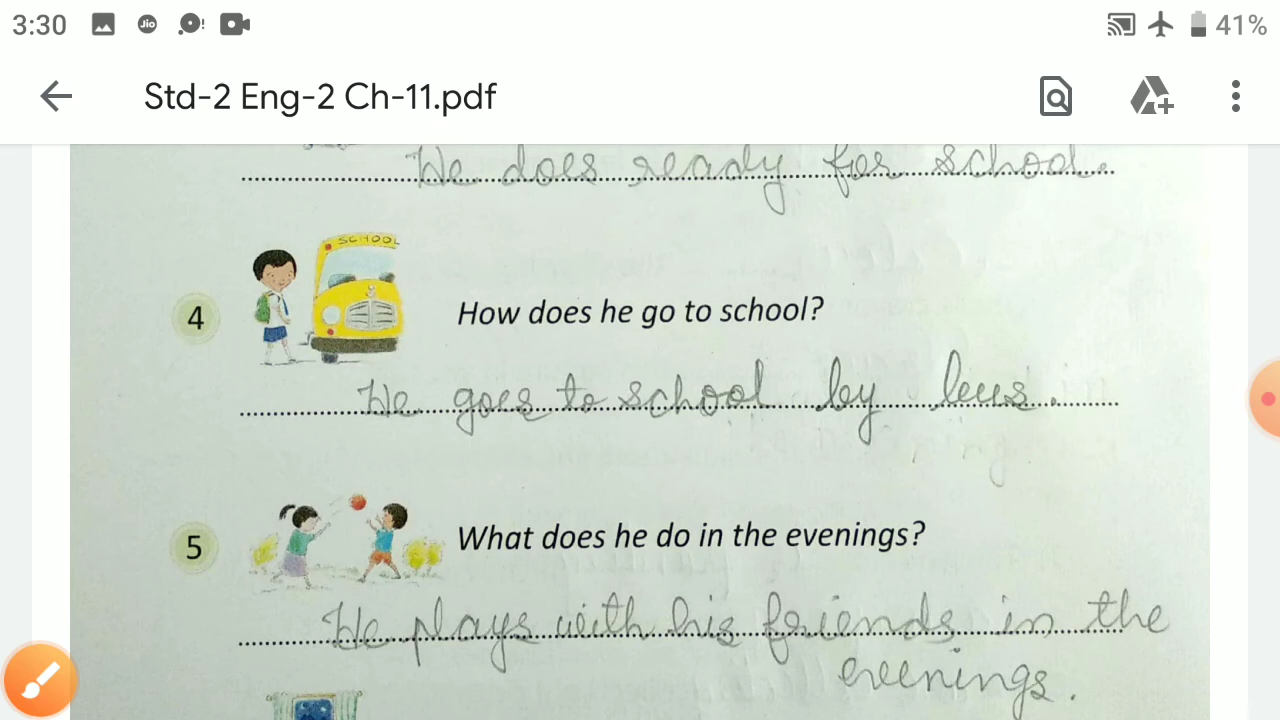 3:30 Jio 41%
Std-2 Eng-2 Ch-11.pdf
He does ready for school.
SCHOOL
4 How does he go to school?
He goes to school by bus.
5 What does he do in the evenings?
He plays with his friends in the
evenings.